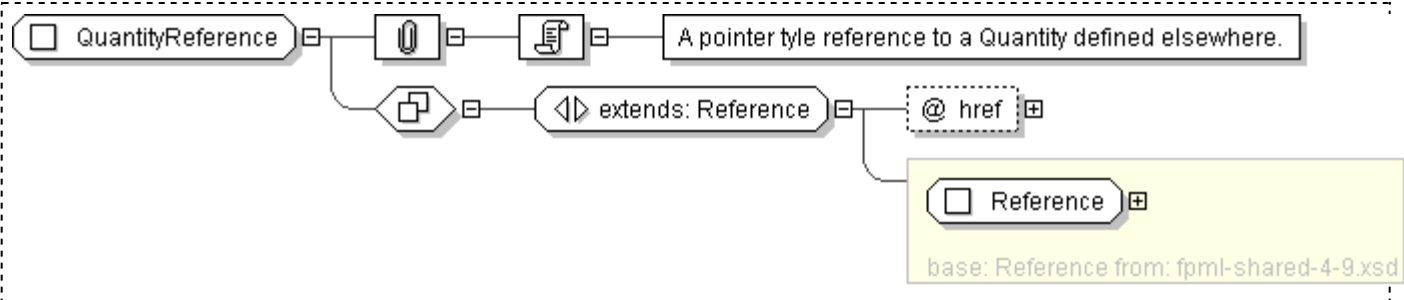 QuantityReference
A pointer tyle reference to a Quantity defined elsewhere.
extends: Reference
@ href
Reference
base: Reference from: fpml-shared-4-9.xsd